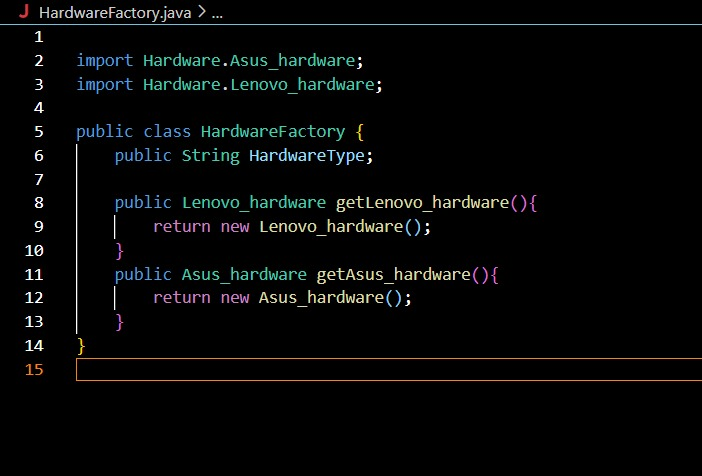 J HardwareFactory.java > ...
1
2 import Hardware.Asus_hardware;
3 import Hardware.Lenovo_hardware;
4
5 public class HardwareFactory {
6     public String HardwareType;
7
8     public Lenovo_hardware getLenovo_hardware(){
9         return new Lenovo_hardware();
10     }
11     public Asus_hardware getAsus_hardware(){
12         return new Asus_hardware();
13     }
14 }
15